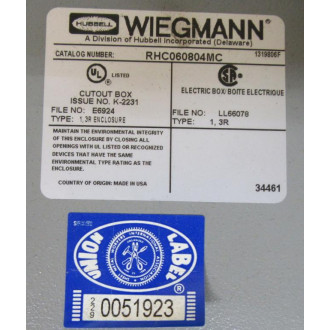 HUBBELL WIEGMANN®
A Division of Hubbell Incorporated (Delaware)
CATALOG NUMBER: RHC060804MC 1319806F
UL LISTED
CUTOUT BOX
ISSUE NO. K-2231
FILE NO: E6924
TYPE: 1, 3R ENCLOSURE
SA
ELECTRIC BOX/BOITE ELECTRIQUE
FILE NO: LL66078
TYPE: 1, 3R
MAINTAIN THE ENVIRONMENTAL INTEGRITY
OF THIS ENCLOSURE BY CLOSING ALL
OPENINGS WITH UL LISTED OR RECOGNIZED
DEVICES THAT HAVE THE SAME
ENVIRONMENTAL TYPE RATING AS THE
ENCLOSURE.
COUNTRY OF ORIGIN: MADE IN USA
34461
UNION LABEL
0051923